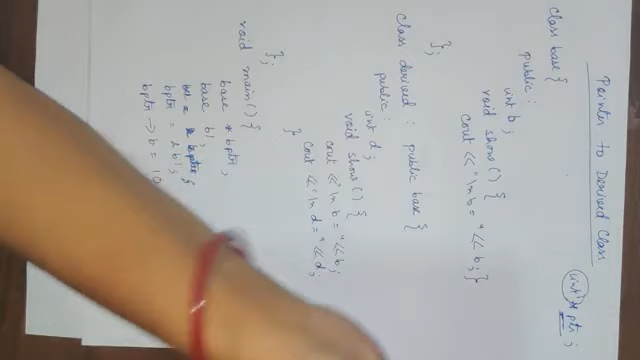 Pointer to Derived Class
int * ptr ;
class base {
public :
int b ;
void show () {
cout << "\n b = " << b ; }
};
class derived : public base {
public :
int d ;
void show () {
cout << "\n b = " << b ;
cout << "\n d = " << d ;
}
};
void main () {
base * bptr ;
base b1 ;
bptr = & b1 ;
bptr -> b = 10